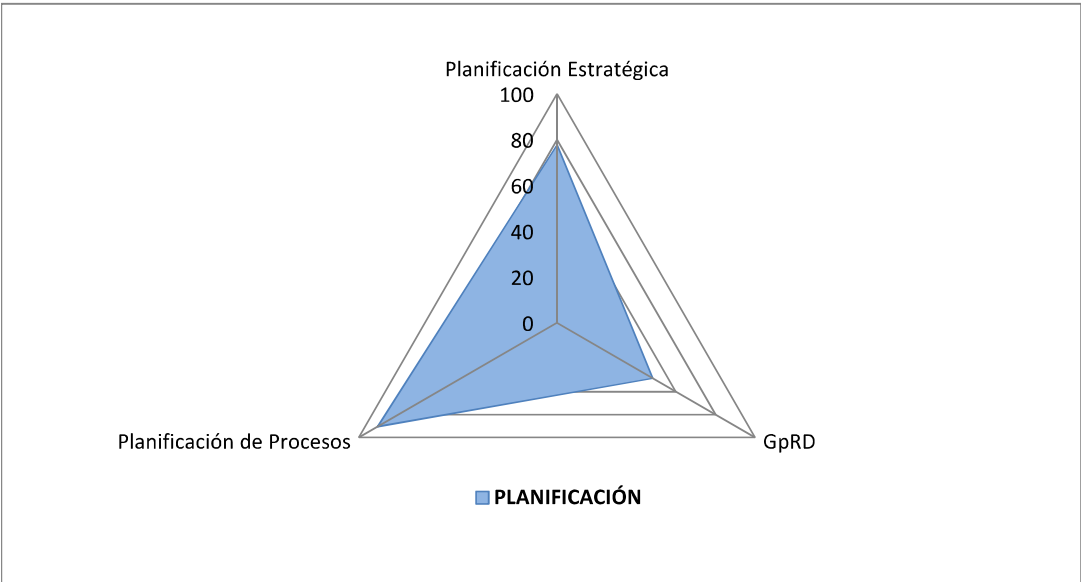 Planificación Estratégica
100
80
60
40
20
0
Planificación de Procesos
GpRD
PLANIFICACIÓN